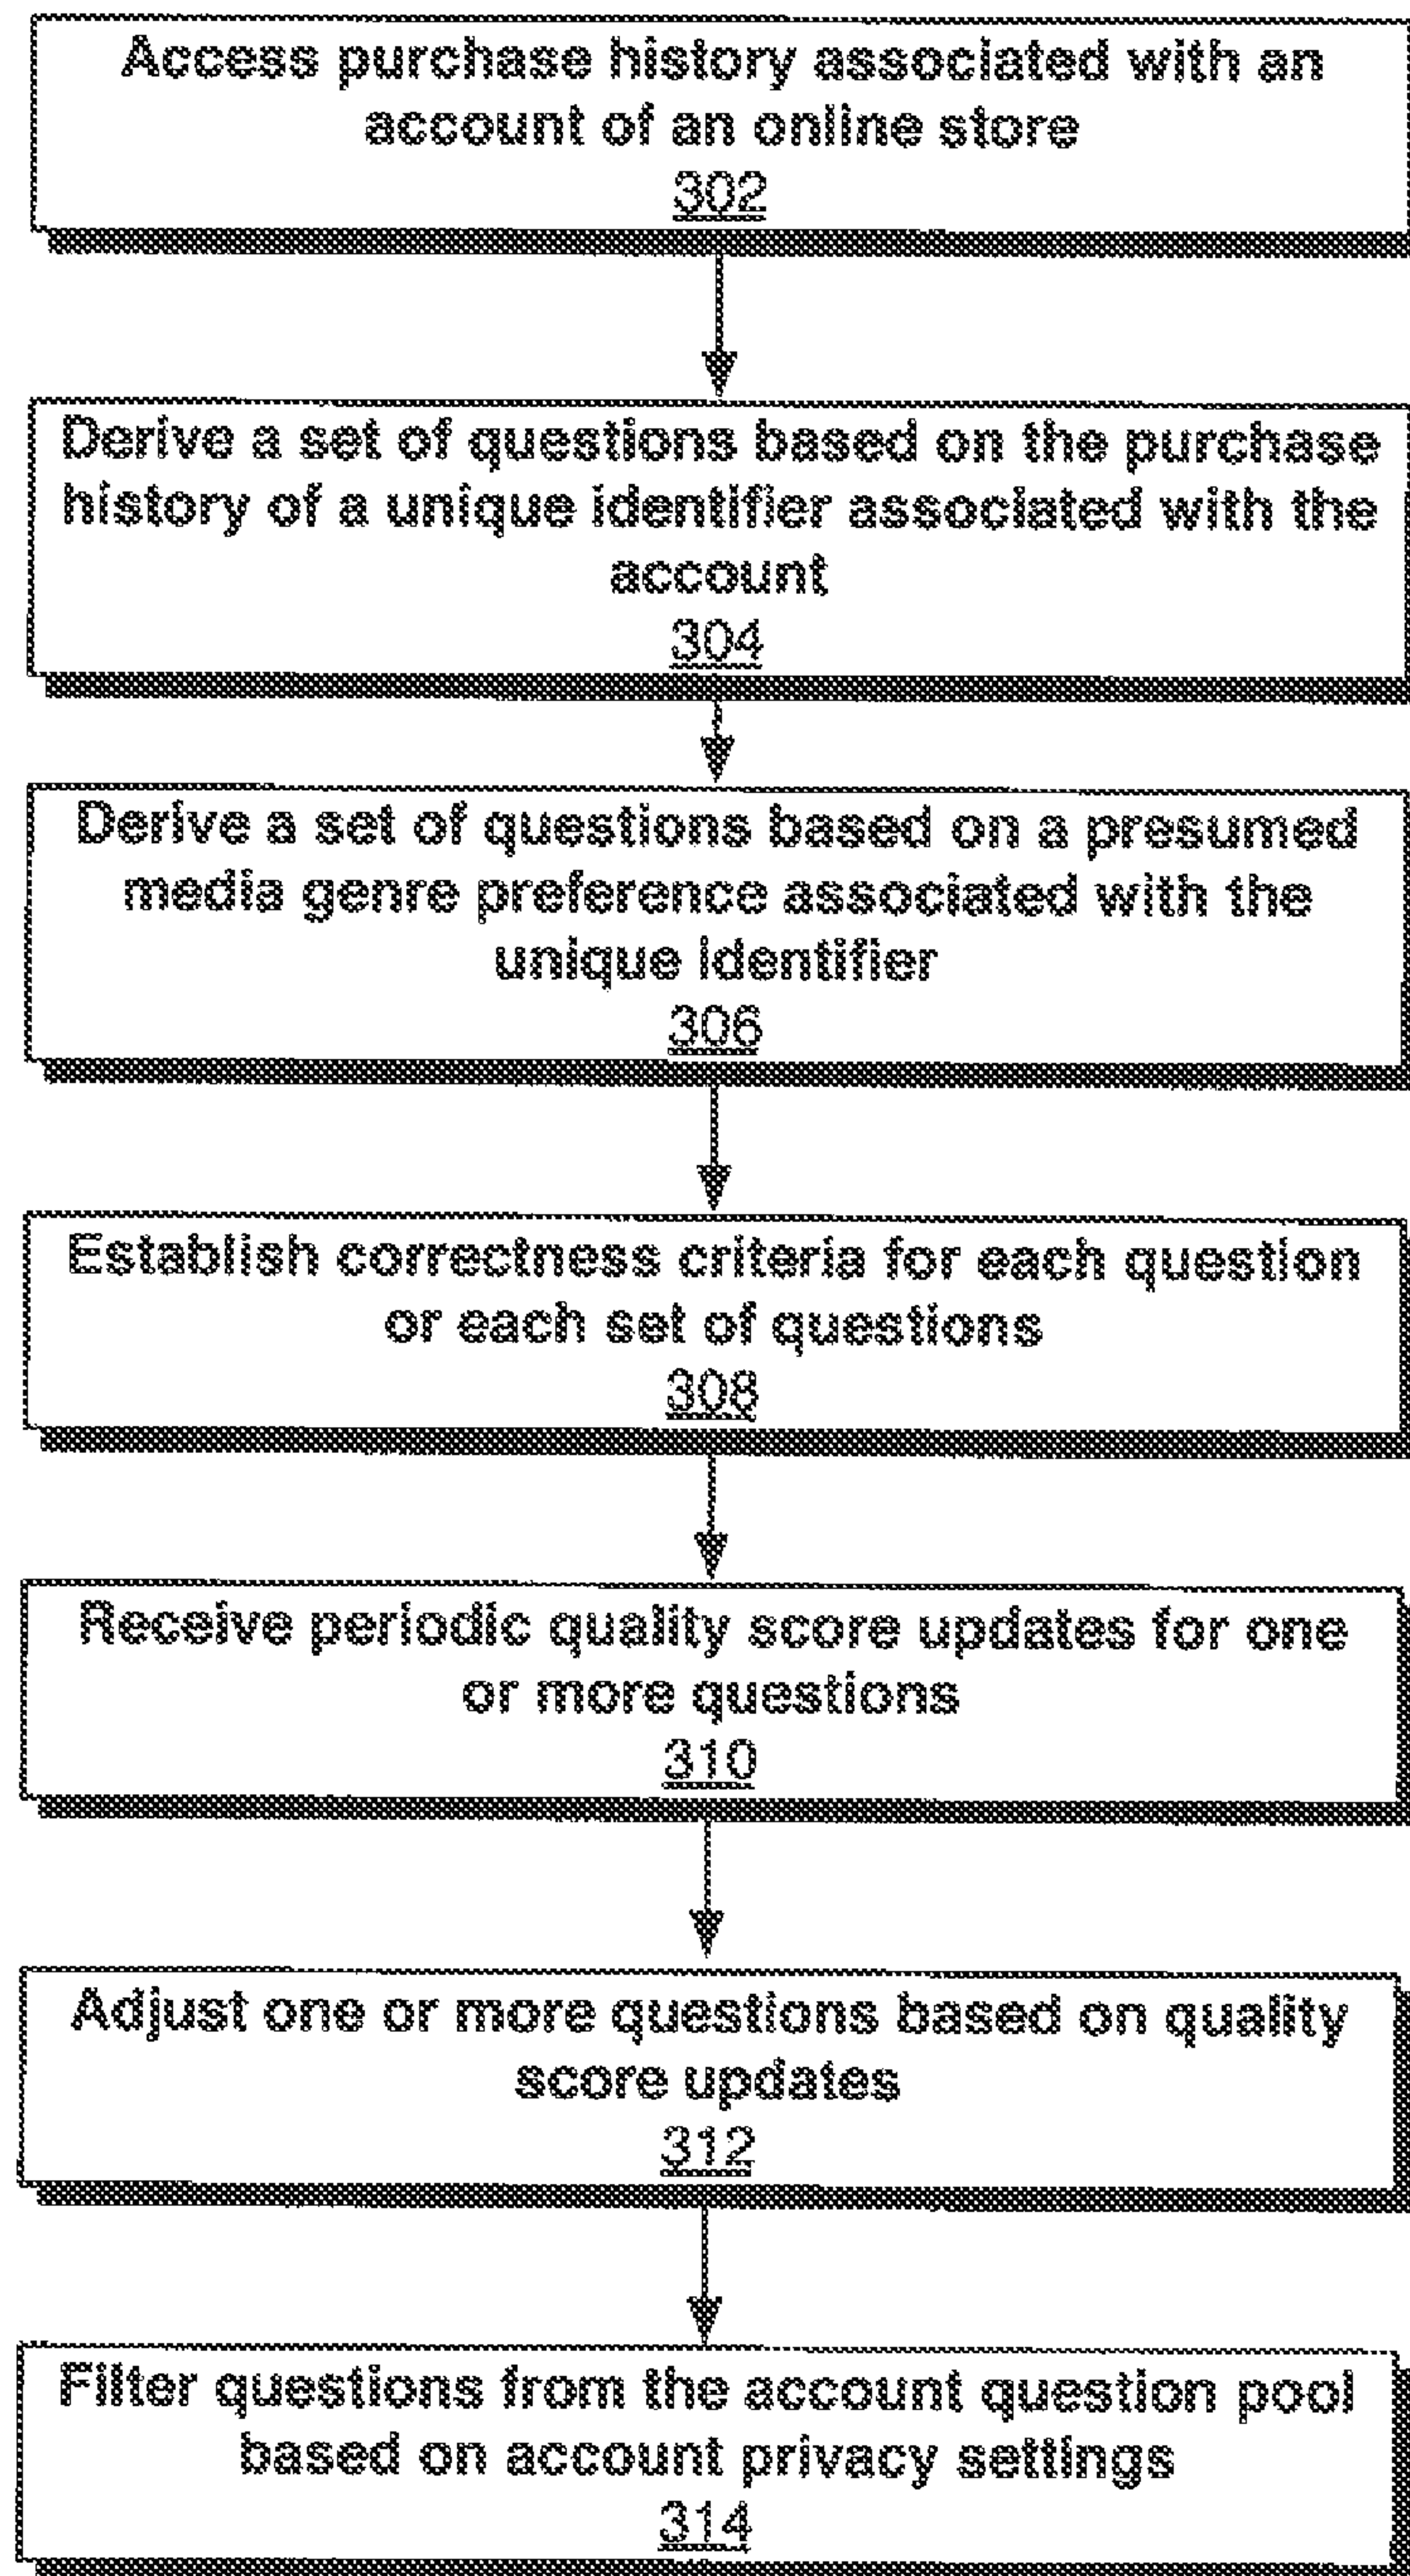 Access purchase history associated with an
account of an online store
302
Derive a set of questions based on the purchase
history of a unique identifier associated with the
account
304
Derive a set of questions based on a presumed
media genre preference associated with the
unique identifier
306
Establish correctness criteria for each question
or each set of questions
308
Receive periodic quality score updates for one
or more questions
310
Adjust one or more questions based on quality
score updates
312
Filter questions from the account question pool
based on account privacy settings
314